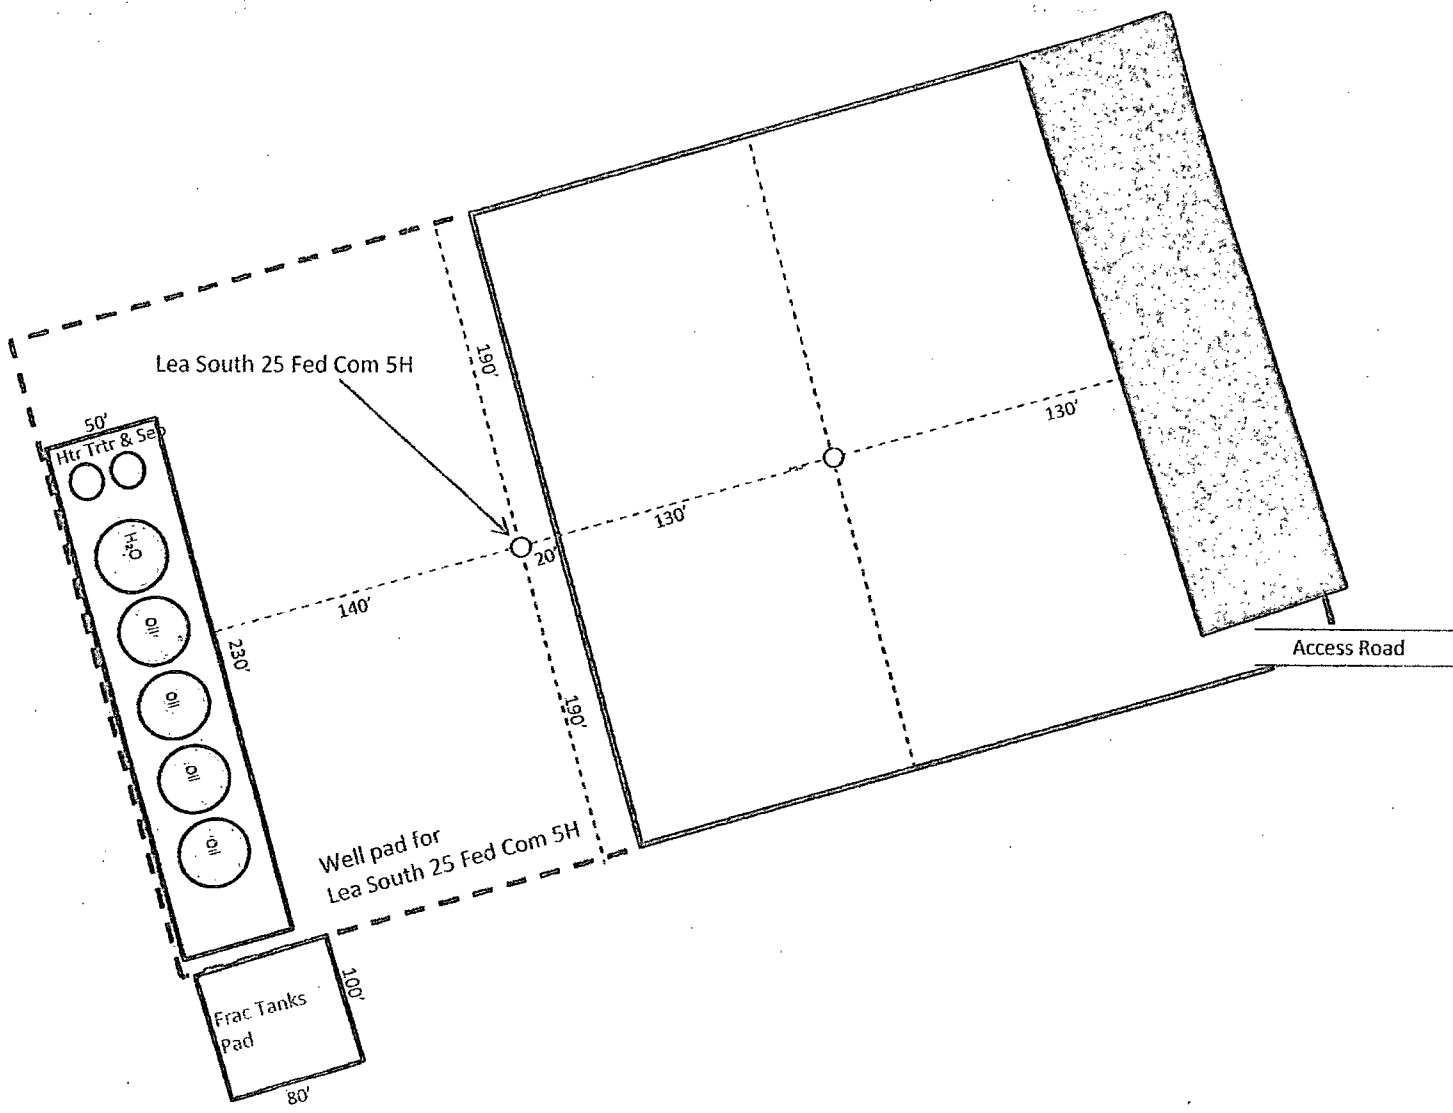 190'
Lea South 25 Fed Com 5H
50'
Htr Trtr & Sep
130'
130'
H₂O
20'
140'
Oil
230'
Access Road
Oil
190'
Oil
Well pad for
Lea South 25 Fed Com 5H
Oil
100'
Frac Tanks
Pad
80'